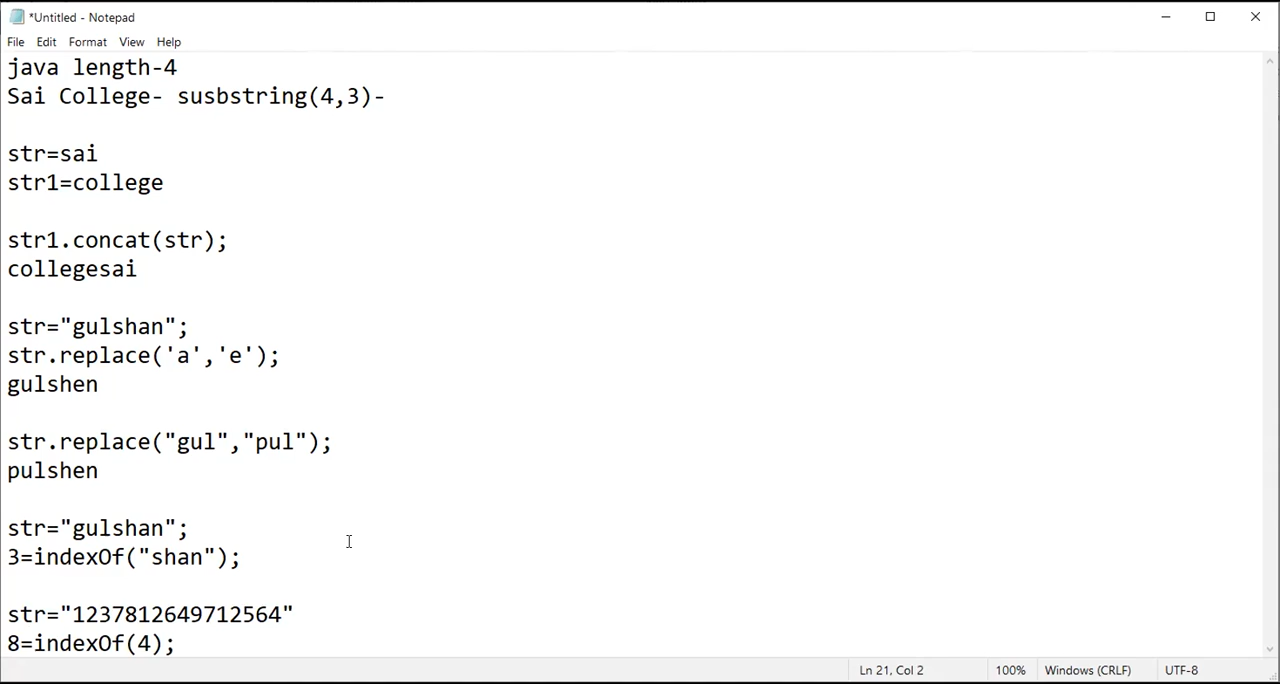 *Untitled - Notepad
File Edit Format View Help
java length-4
Sai College- susbstring(4,3)-
str=sai
str1=college
str1.concat(str);
collegesai
str="gulshan";
str.replace('a','e');
gulshen
str.replace("gul","pul");
pulshen
str="gulshan";
3=indexOf("shan");
str="1237812649712564"
8=indexOf(4);
Ln 21, Col 2 100% Windows (CRLF) UTF-8